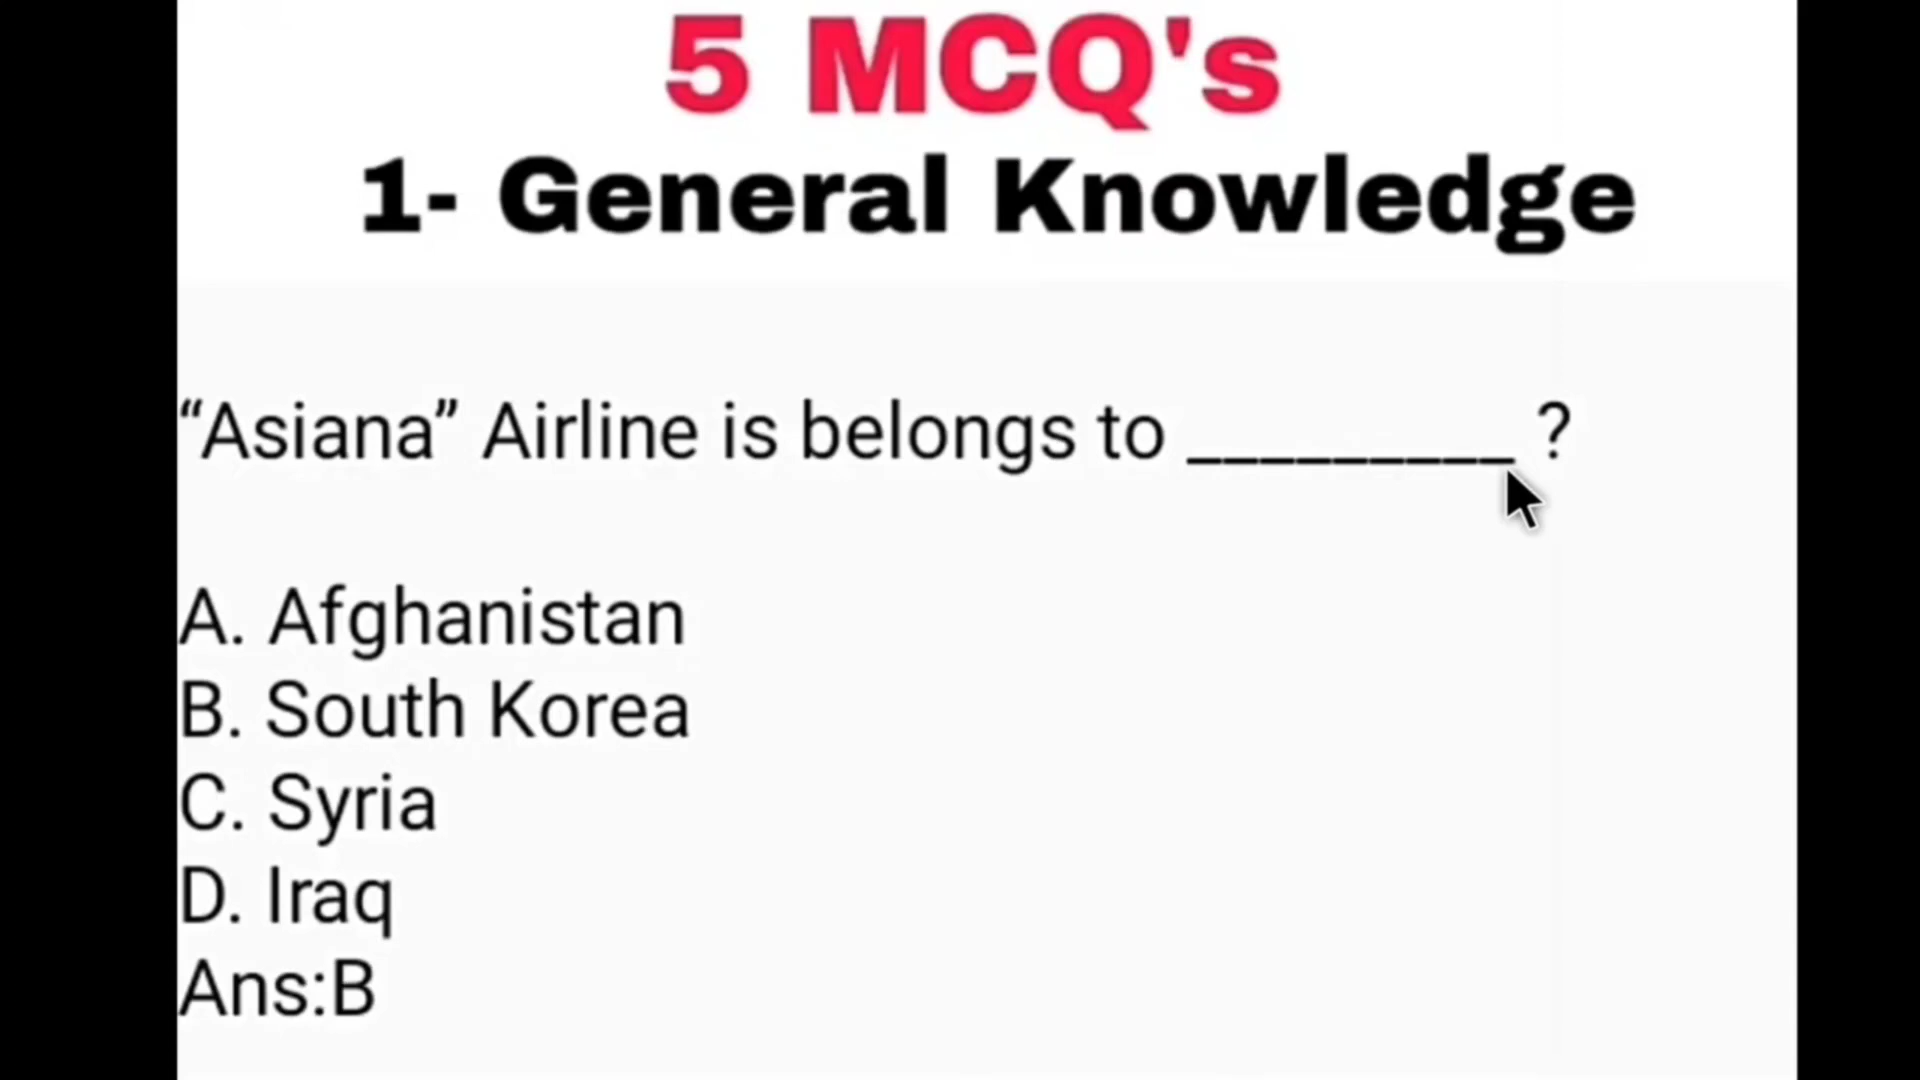 5 MCQ's
1- General Knowledge
“Asiana” Airline is belongs to _________ ?
A. Afghanistan
B. South Korea
C. Syria
D. Iraq
Ans:B